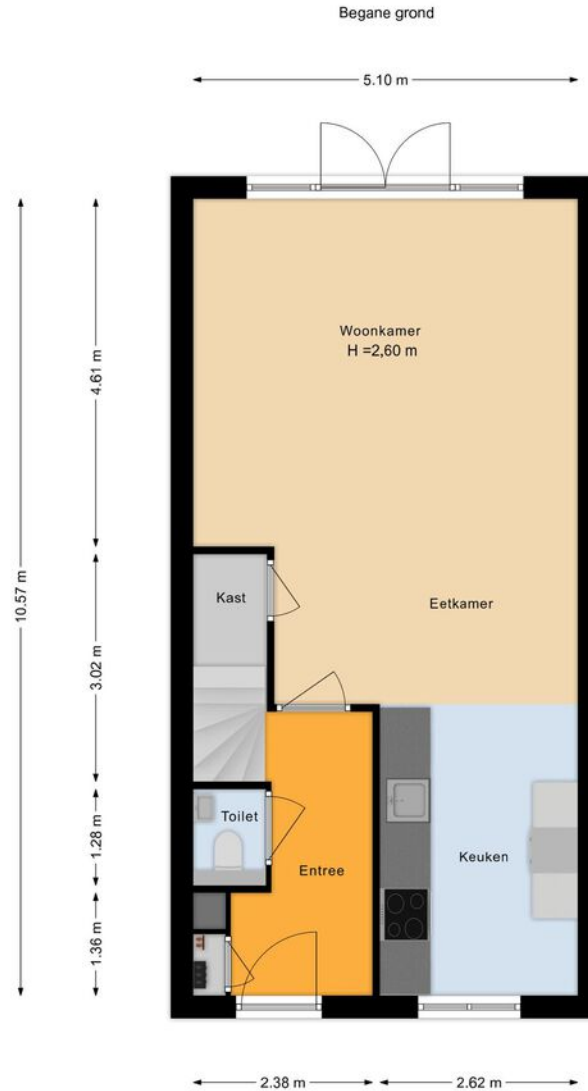 Begane grond
5.10 m
Woonkamer
H =2,60 m
4.61 m
10.57 m
Kast
Eetkamer
3.02 m
Toilet
1.28 m
Keuken
Entree
1.36 m
2.38 m
2.62 m